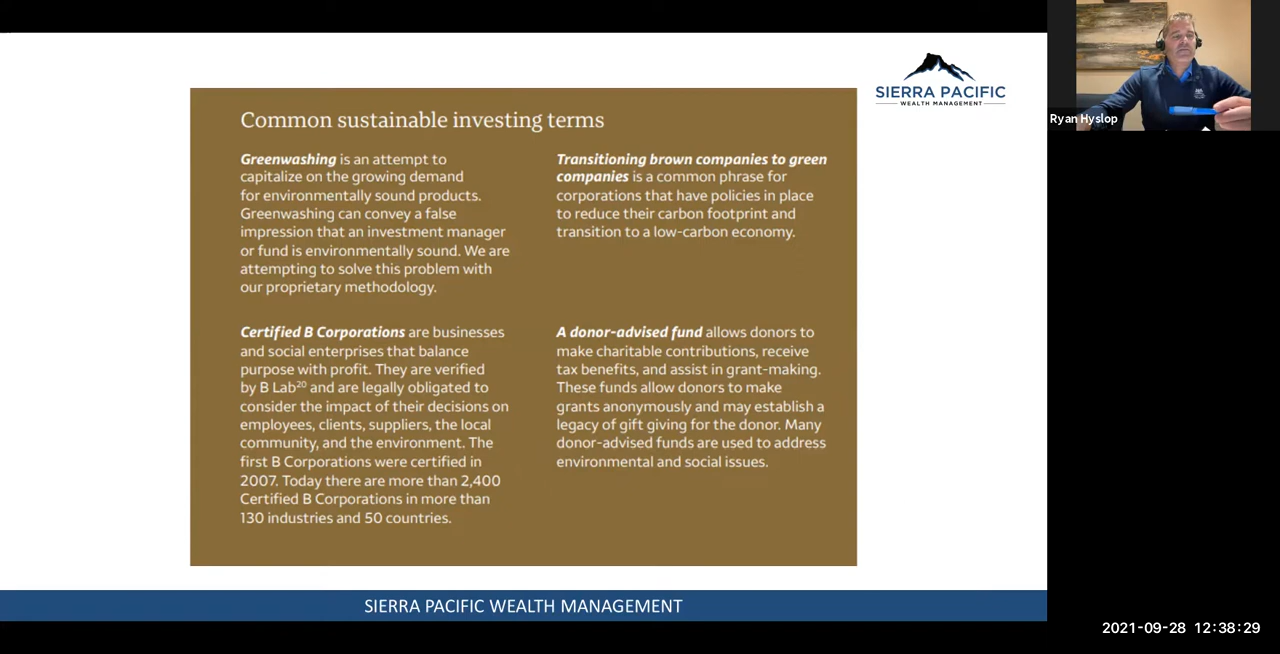 SIERRA PACIFIC
WEALTH MANAGEMENT
Ryan Hyslop
Common sustainable investing terms
Greenwashing is an attempt to
capitalize on the growing demand
for environmentally sound products.
Greenwashing can convey a false
impression that an investment manager
or fund is environmentally sound. We are
attempting to solve this problem with
our proprietary methodology.
Transitioning brown companies to green
companies is a common phrase for
corporations that have policies in place
to reduce their carbon footprint and
transition to a low-carbon economy.
Certified B Corporations are businesses
and social enterprises that balance
purpose with profit. They are verified
by B Lab20 and are legally obligated to
consider the impact of their decisions on
employees, clients, suppliers, the local
community, and the environment. The
first B Corporations were certified in
2007. Today there are more than 2,400
Certified B Corporations in more than
130 industries and 50 countries.
A donor-advised fund allows donors to
make charitable contributions, receive
tax benefits, and assist in grant-making.
These funds allow donors to make
grants anonymously and may establish a
legacy of gift giving for the donor. Many
donor-advised funds are used to address
environmental and social issues.
SIERRA PACIFIC WEALTH MANAGEMENT
2021-09-28 12:38:29